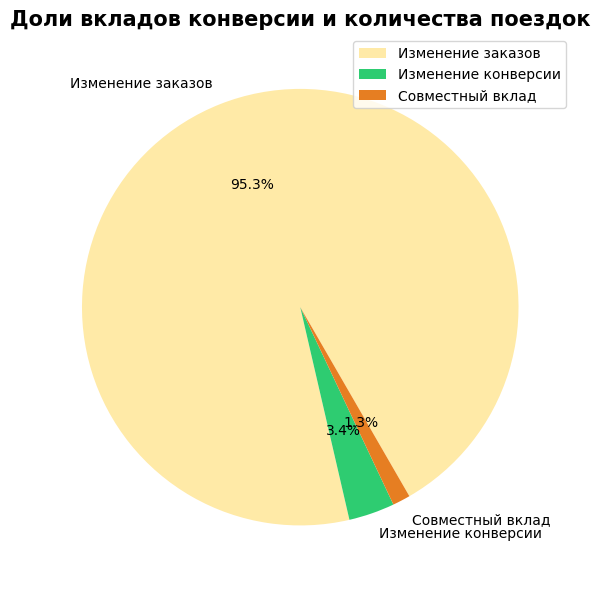 Доли вкладов конверсии и количества поездок
Изменение заказов
Изменение конверсии
Совместный вклад
Изменение заказов
95.3%
1.3%
3.4%
Совместный вклад
Изменение конверсии